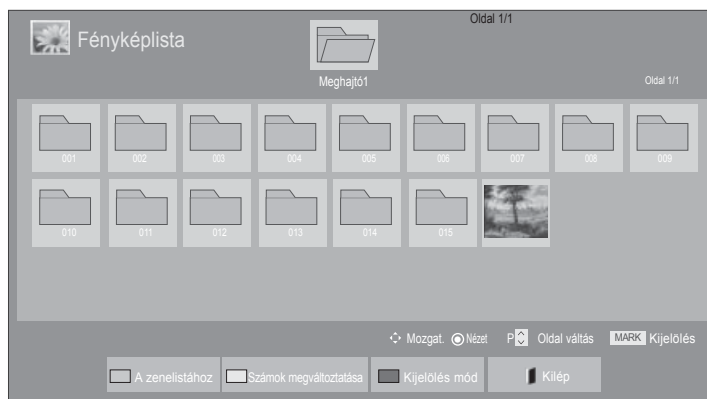 Oldal 1/1
Fényképlista
Meghajtó1
Oldal 1/1
001 002 003 004 005 006 007 008 009
010 011 012 013 014 015
Mozgat. Nézet P Oldal váltás MARK Kijelölés
A zenelistához Számok megváltoztatása Kijelölés mód Kilép